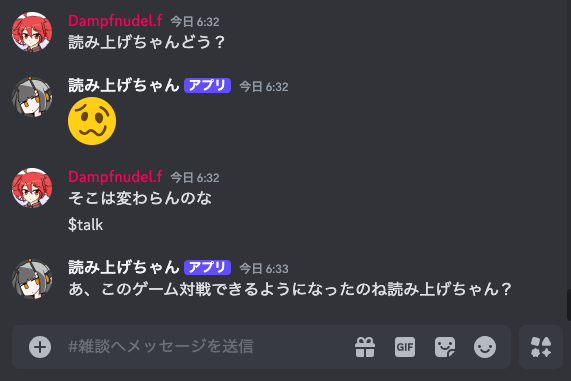 Dampfnudel.f 今日 6:32
読み上げちゃんどう？
読み上げちゃん アプリ 今日 6:32
Dampfnudel.f 今日 6:32
そこは変わらんのな
$talk
読み上げちゃん アプリ 今日 6:33
あ、このゲーム対戦できるようになったのね読み上げちゃん？
#雑談へメッセージを送信
GIF